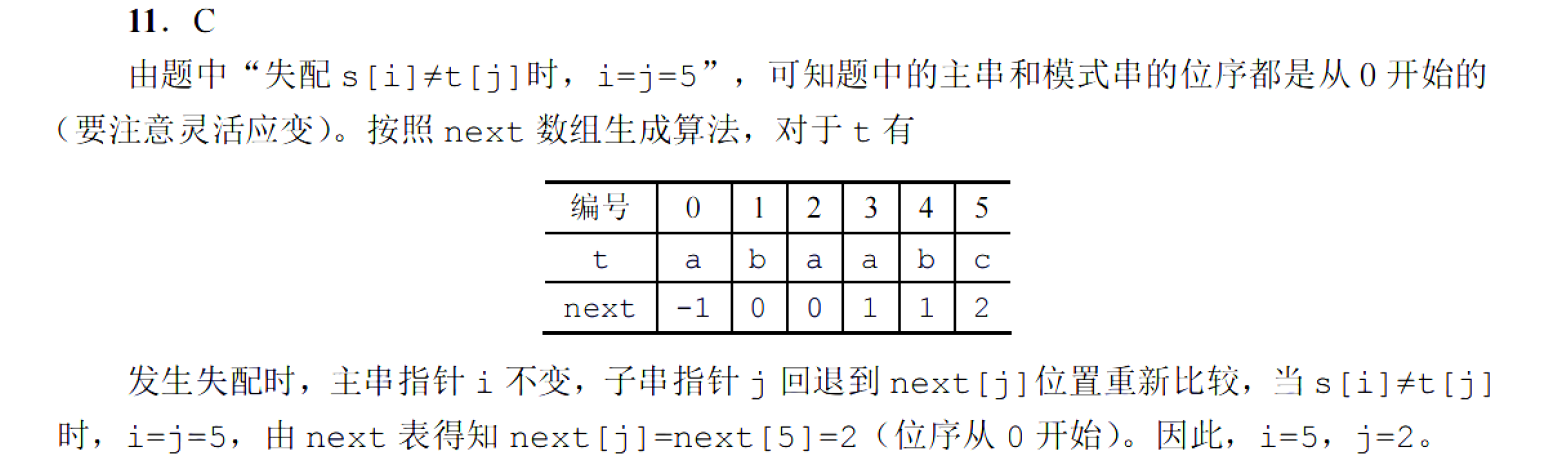 11．C
由题中“失配 s[i]≠t[j]时，i=j=5”，可知题中的主串和模式串的位序都是从 0 开始的
（要注意灵活应变）。按照 next 数组生成算法，对于 t 有
编号 0 1 2 3 4 5
t a b a a b c
next -1 0 0 1 1 2
发生失配时，主串指针 i 不变，子串指针 j 回退到 next[j]位置重新比较，当 s[i]≠t[j]
时，i=j=5，由 next 表得知 next[j]=next[5]=2（位序从 0 开始）。因此，i=5，j=2。